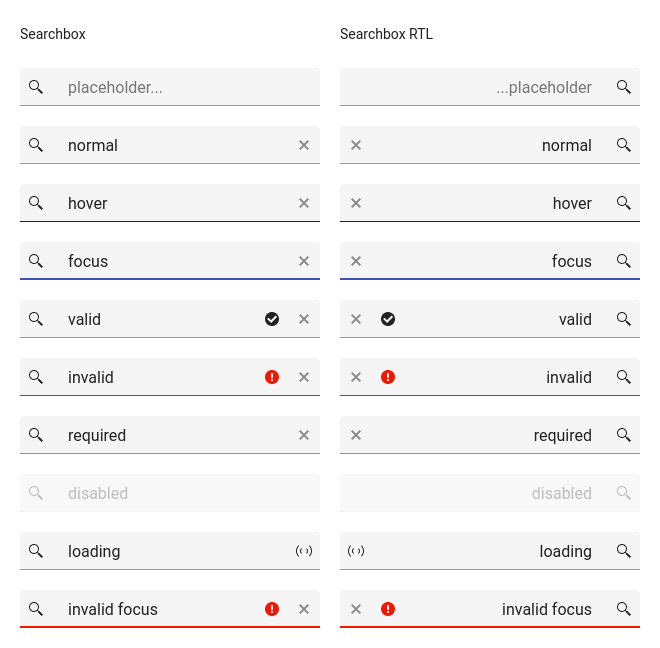 Searchbox
Searchbox RTL
placeholder...
...placeholder
normal
normal
hover
hover
focus
focus
valid
valid
invalid
invalid
required
required
disabled
disabled
loading
loading
invalid focus
invalid focus